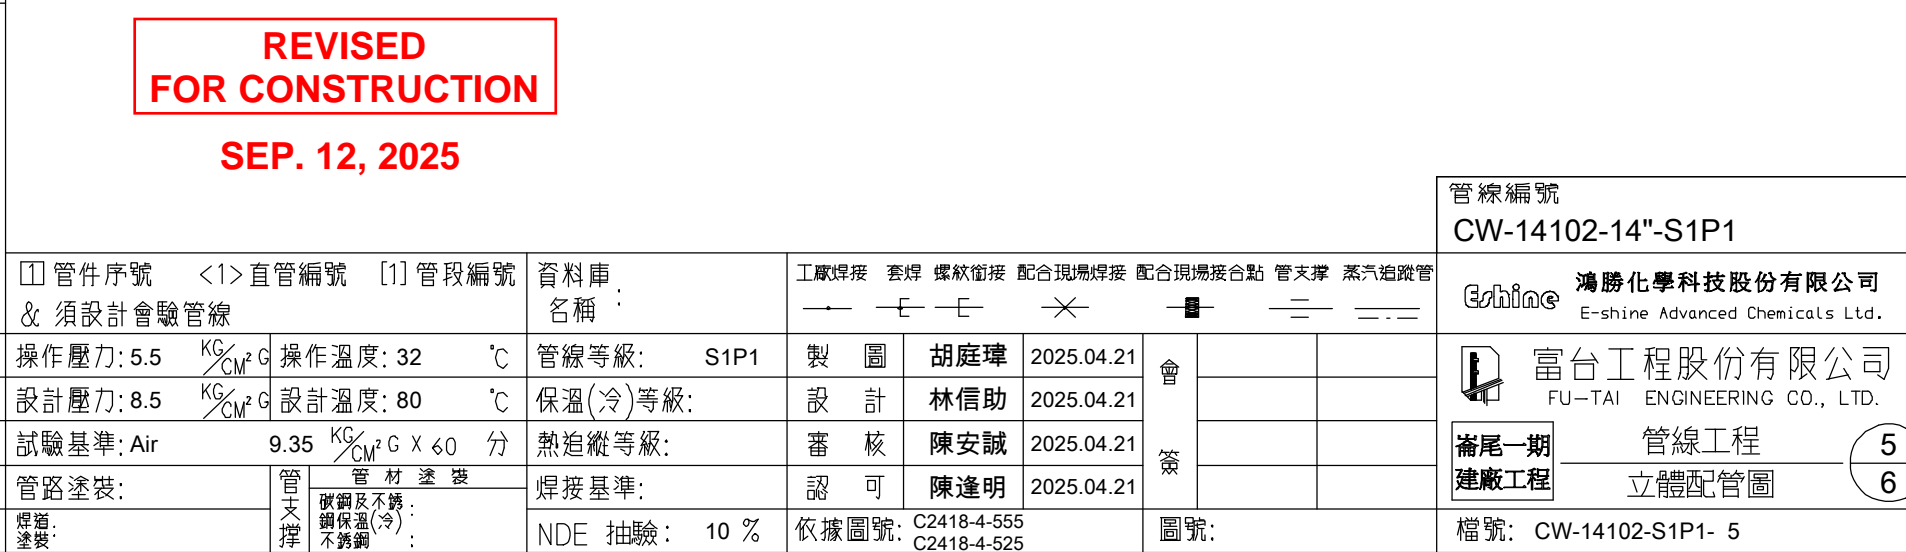 REVISED
FOR CONSTRUCTION
SEP. 12, 2025
管線編號
CW-14102-14"-S1P1
1 管件序號 <1>直管編號 [1]管段編號
& 須設計會驗管線
資料庫
名稱 :
工廠焊接 套焊 螺紋銜接 配合現場焊接 配合現場接合點 管支撐 蒸汽追蹤管
Eshine 鴻勝化學科技股份有限公司
E-shine Advanced Chemicals Ltd.
操作壓力: 5.5 KG/CM² G 操作溫度: 32 °C 管線等級: S1P1 製 圖 胡庭瑋 2025.04.21
設計壓力: 8.5 KG/CM² G 設計溫度: 80 °C 保溫(冷)等級: 設 計 林信助 2025.04.21
試驗基準: Air 9.35 KG/CM² G X 60 分 熱追縱等級: 審 核 陳安誠 2025.04.21
管路塗裝: 管支撐 管材塗裝 焊接基準: 認 可 陳逢明 2025.04.21
碳鋼及不銹 :
鋼保溫(冷)
不銹鋼 :
焊道.
塗裝
NDE 抽驗: 10 % 依據圖號: C2418-4-555
C2418-4-525
會
簽
圖號:
富台工程股份有限公司
FU-TAI ENGINEERING CO., LTD.
崙尾一期
建廠工程
管線工程
立體配管圖
5
6
檔號: CW-14102-S1P1- 5